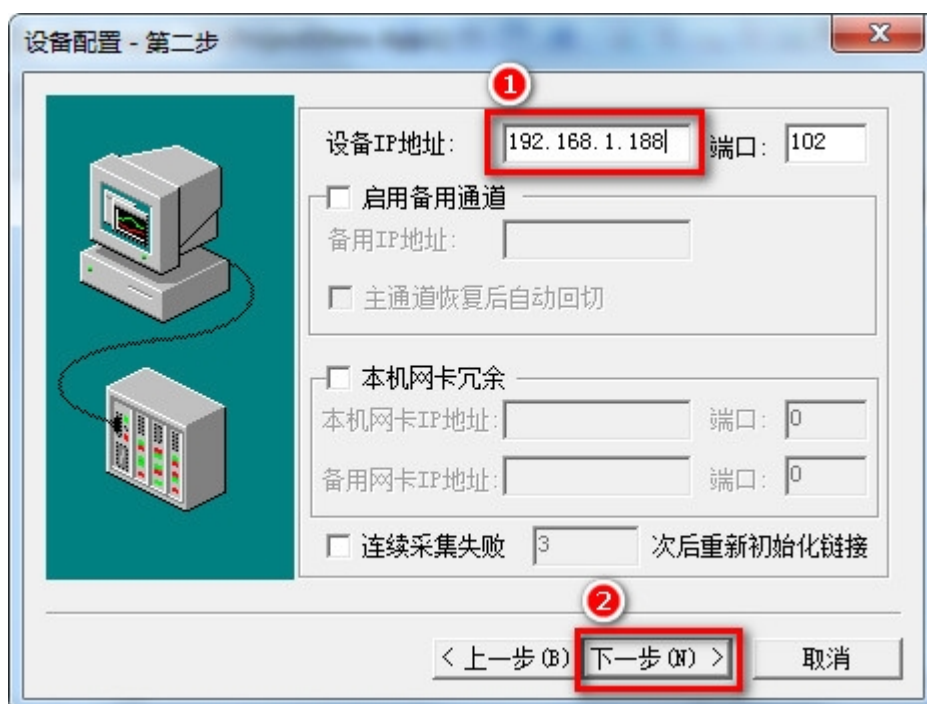 设备配置 - 第二步
1
设备IP地址: 192.168.1.188 端口: 102
启用备用通道
备用IP地址:
主通道恢复后自动回切
本机网卡冗余
本机网卡IP地址: 端口: 0
备用网卡IP地址: 端口: 0
连续采集失败 3 次后重新初始化链接
2
< 上一步(B) 下一步(N) > 取消